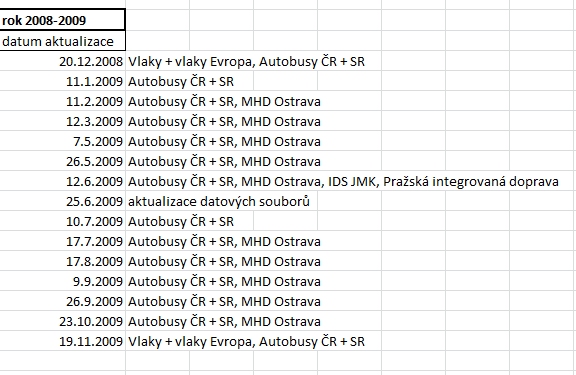 rok 2008-2009
datum aktualizace
20.12.2008 Vlaky + vlaky Evropa, Autobusy ČR + SR
11.1.2009 Autobusy ČR + SR
11.2.2009 Autobusy ČR + SR, MHD Ostrava
12.3.2009 Autobusy ČR + SR, MHD Ostrava
7.5.2009 Autobusy ČR + SR, MHD Ostrava
26.5.2009 Autobusy ČR + SR, MHD Ostrava
12.6.2009 Autobusy ČR + SR, MHD Ostrava, IDS JMK, Pražská integrovaná doprava
25.6.2009 aktualizace datových souborů
10.7.2009 Autobusy ČR + SR
17.7.2009 Autobusy ČR + SR, MHD Ostrava
17.8.2009 Autobusy ČR + SR, MHD Ostrava
9.9.2009 Autobusy ČR + SR, MHD Ostrava
26.9.2009 Autobusy ČR + SR, MHD Ostrava
23.10.2009 Autobusy ČR + SR, MHD Ostrava
19.11.2009 Vlaky + vlaky Evropa, Autobusy ČR + SR